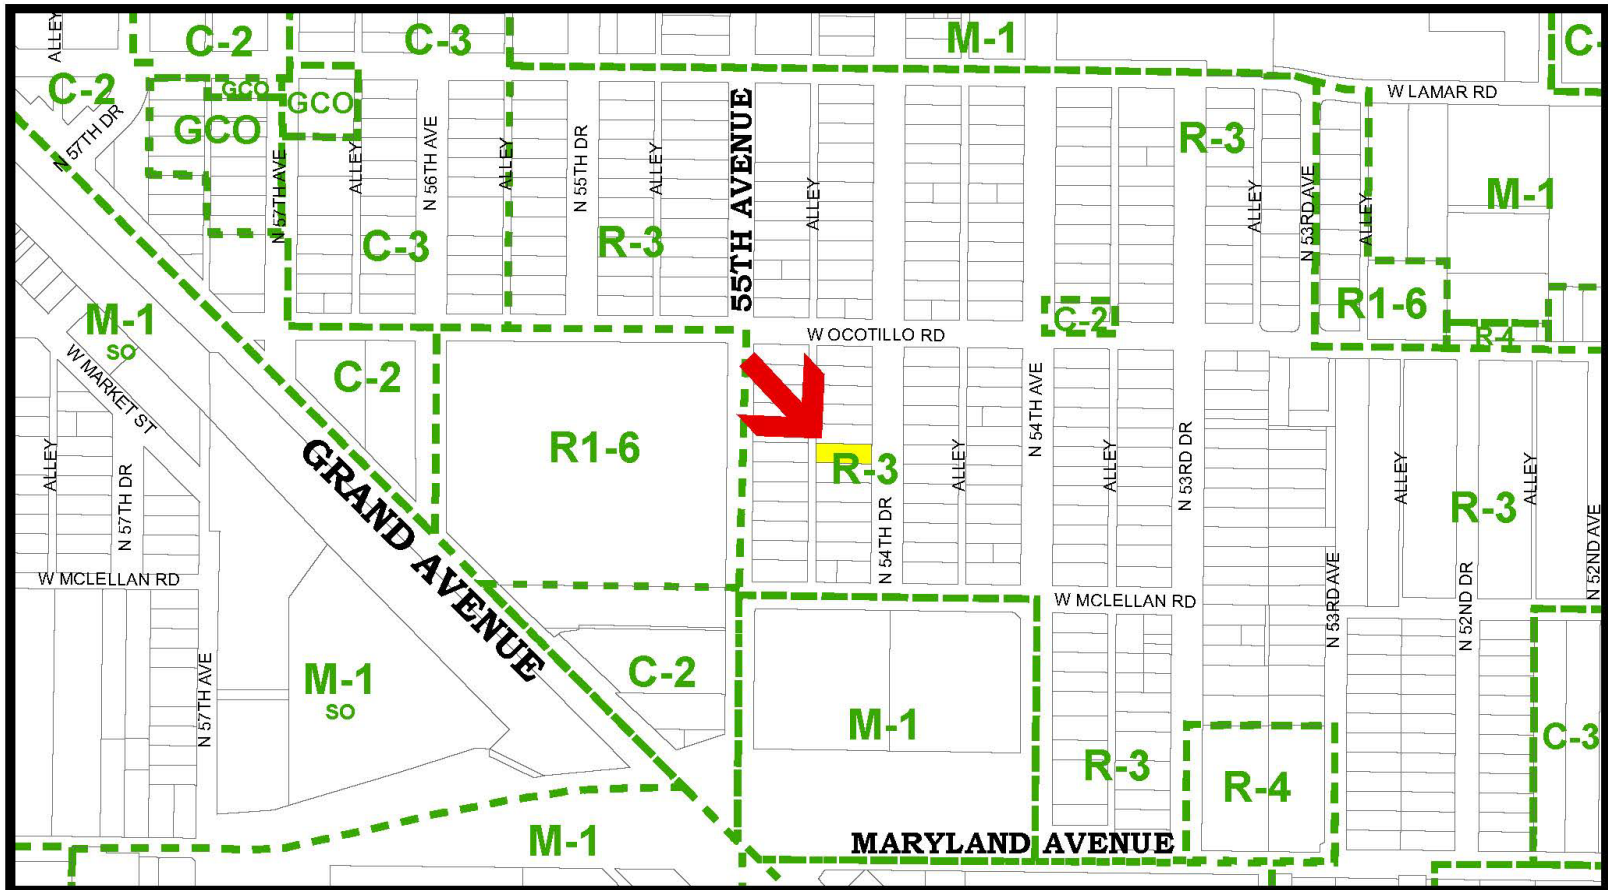 ALLEY
C-2
C-3
M-1
C-
C-2
GCO
GCO
GCO
W LAMAR RD
N 57TH DR
N 57TH AVE
ALLEY
N 56TH AVE
ALLEY
N 55TH DR
ALLEY
55TH AVENUE
ALLEY
R-3
ALLEY
N 53RD AVE
ALLEY
M-1
C-3
R-3
R1-6
M-1
SO
C-2
R-4
W OCOTILLO RD
W MARKET ST
C-2
R1-6
N 54TH AVE
R-3
ALLEY
N 57TH DR
GRAND AVENUE
N 54TH DR
ALLEY
ALLEY
N 53RD DR
ALLEY
R-3
ALLEY
N 52ND AVE
W MCLELLAN RD
W MCLELLAN RD
N 53RD AVE
N 52ND DR
N 57TH AVE
M-1
SO
C-2
M-1
R-3
R-4
C-3
M-1
MARYLAND AVENUE